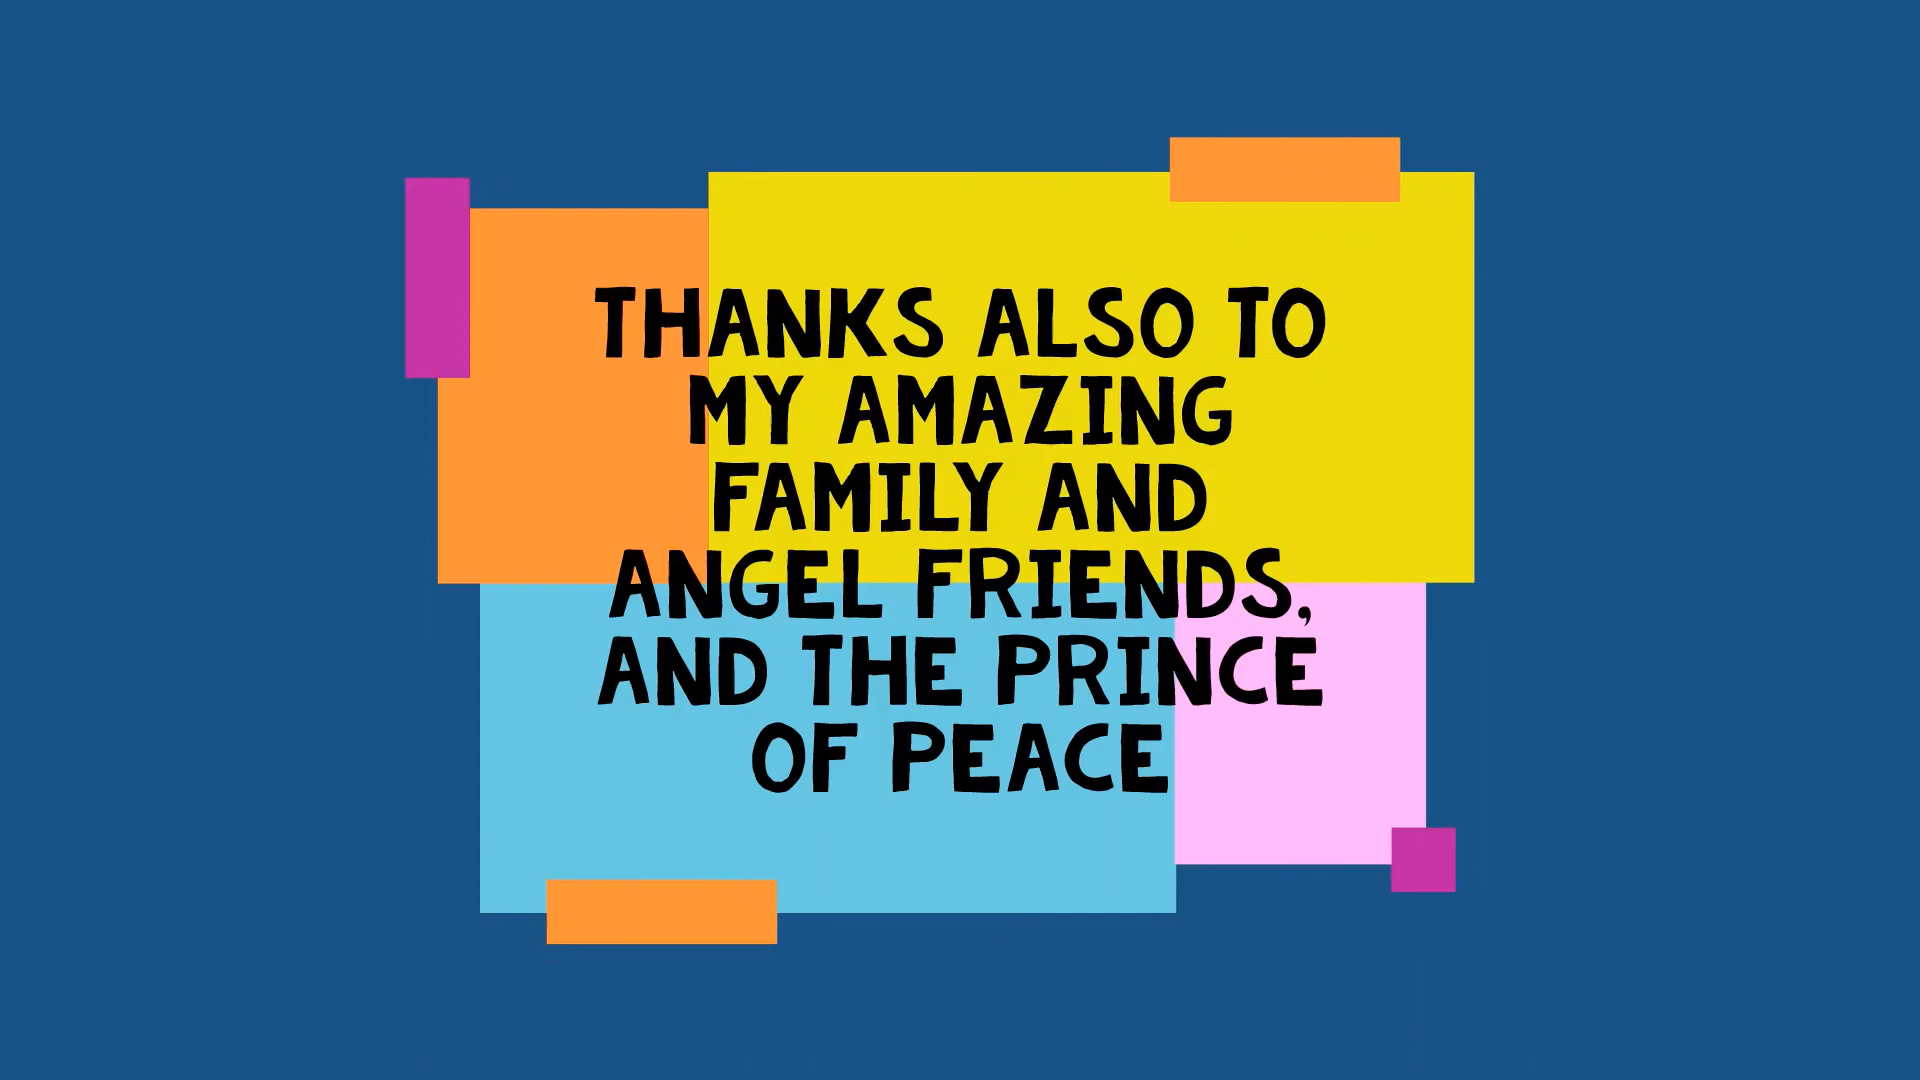 THANKS ALSO TO
MY AMAZING
FAMILY AND
ANGEL FRIENDS,
AND THE PRINCE
OF PEACE